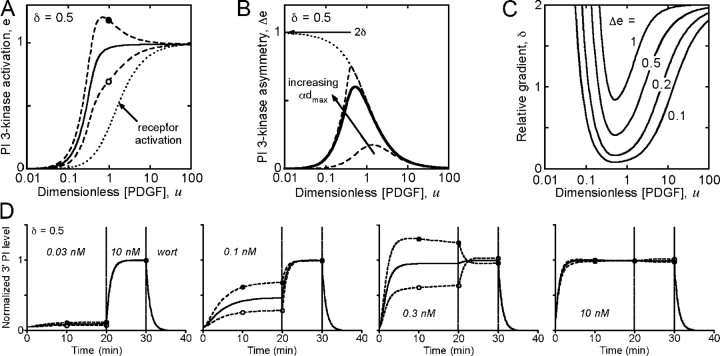 A
δ = 0.5
PI 3-kinase activation, e
1
0
receptor
activation
0.01 0.1 1 10 100
Dimensionless [PDGF], u
B
δ = 0.5
PI 3-kinase asymmetry, Δe
1
0
2δ
increasing
αd max
0.01 0.1 1 10 100
Dimensionless [PDGF], u
C
Relative gradient, δ
2
1
0
Δe =
1
0.5
0.2
0.1
0.01 0.1 1 10 100
Dimensionless [PDGF], u
D
δ = 0.5
Normalized 3' PI level
1
0
0.03 nM 10 nM wort
0 10 20 30 40
Time (min)
0.1 nM
0 10 20 30 40
Time (min)
0.3 nM
0 10 20 30 40
Time (min)
10 nM
0 10 20 30 40
Time (min)